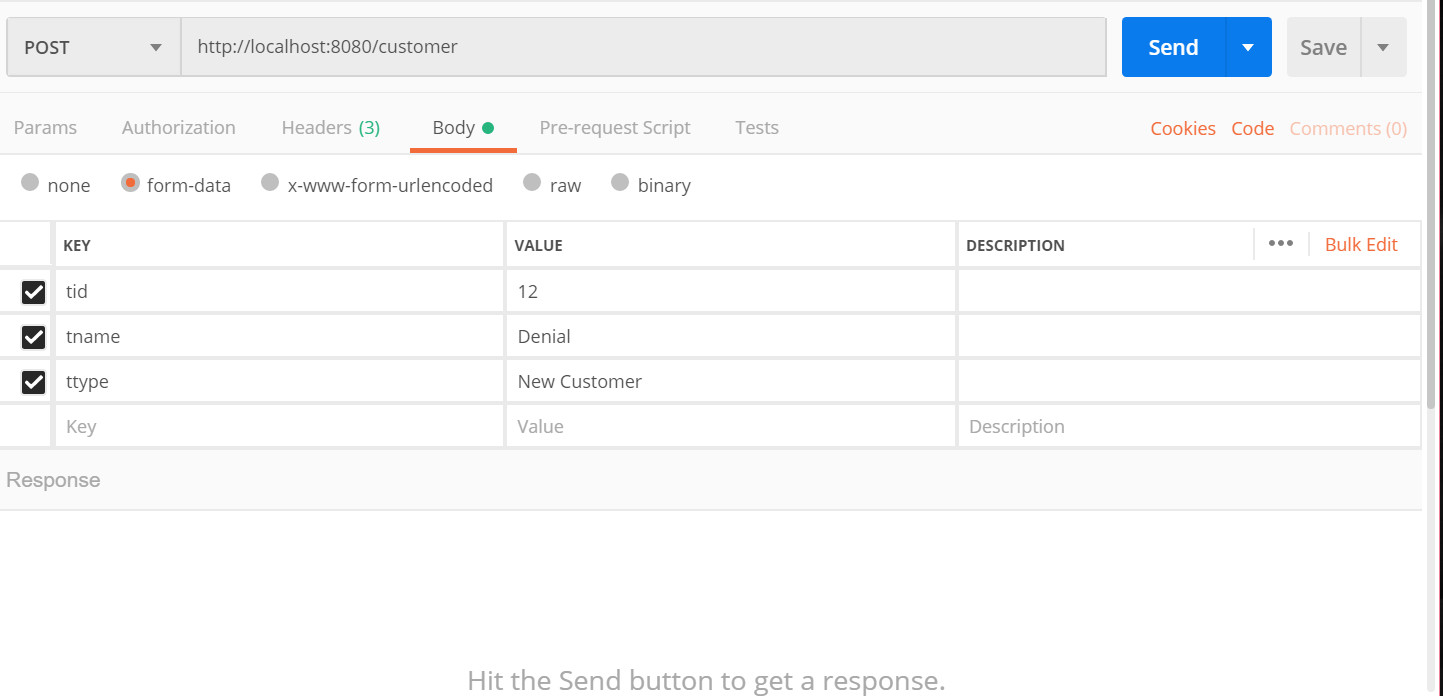 POST http://localhost:8080/customer Send Save
Params Authorization Headers (3) Body Pre-request Script Tests Cookies Code Comments (0)
none form-data x-www-form-urlencoded raw binary
KEY VALUE DESCRIPTION ••• Bulk Edit
tid 12
tname Denial
ttype New Customer
Key Value Description
Response
Hit the Send button to get a response.